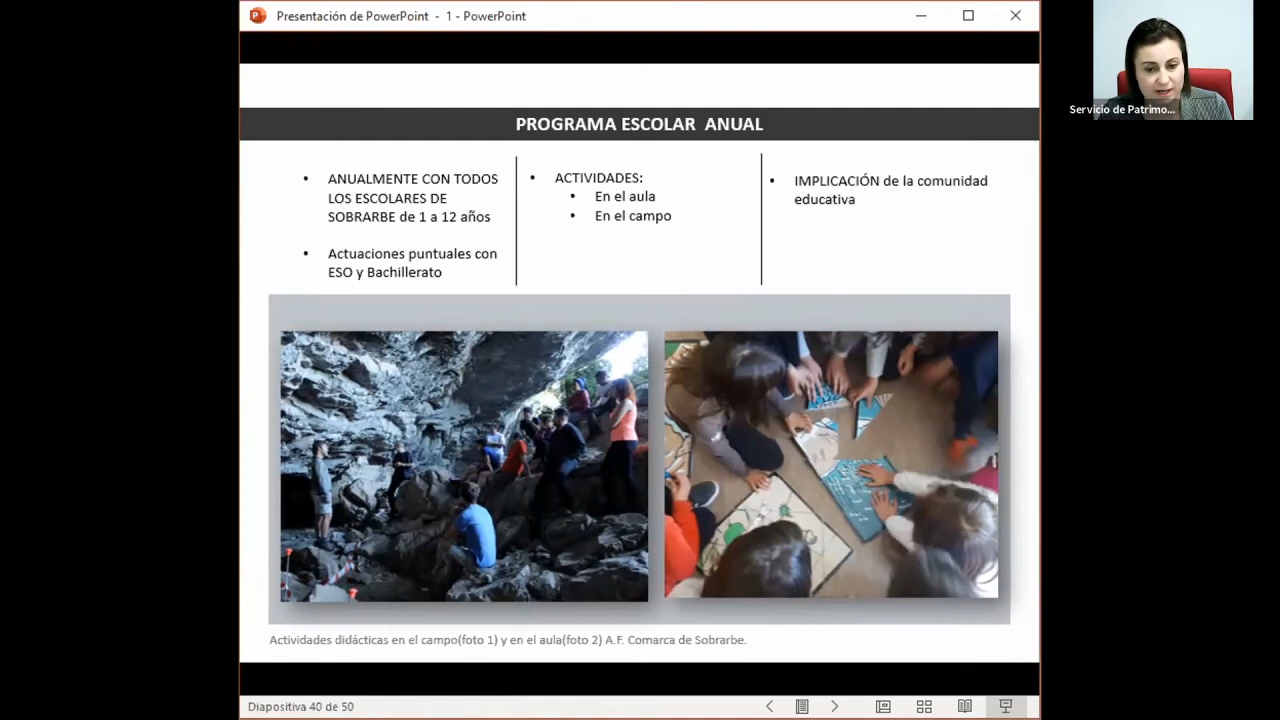 Presentación de PowerPoint - 1 - PowerPoint
Servicio de Patrimo...
PROGRAMA ESCOLAR ANUAL
• ANUALMENTE CON TODOS
LOS ESCOLARES DE
SOBRARBE de 1 a 12 años
• Actuaciones puntuales con
ESO y Bachillerato
• ACTIVIDADES:
• En el aula
• En el campo
• IMPLICACIÓN de la comunidad
educativa
Actividades didácticas en el campo(foto 1) y en el aula(foto 2) A.F. Comarca de Sobrarbe.
Diapositiva 40 de 50